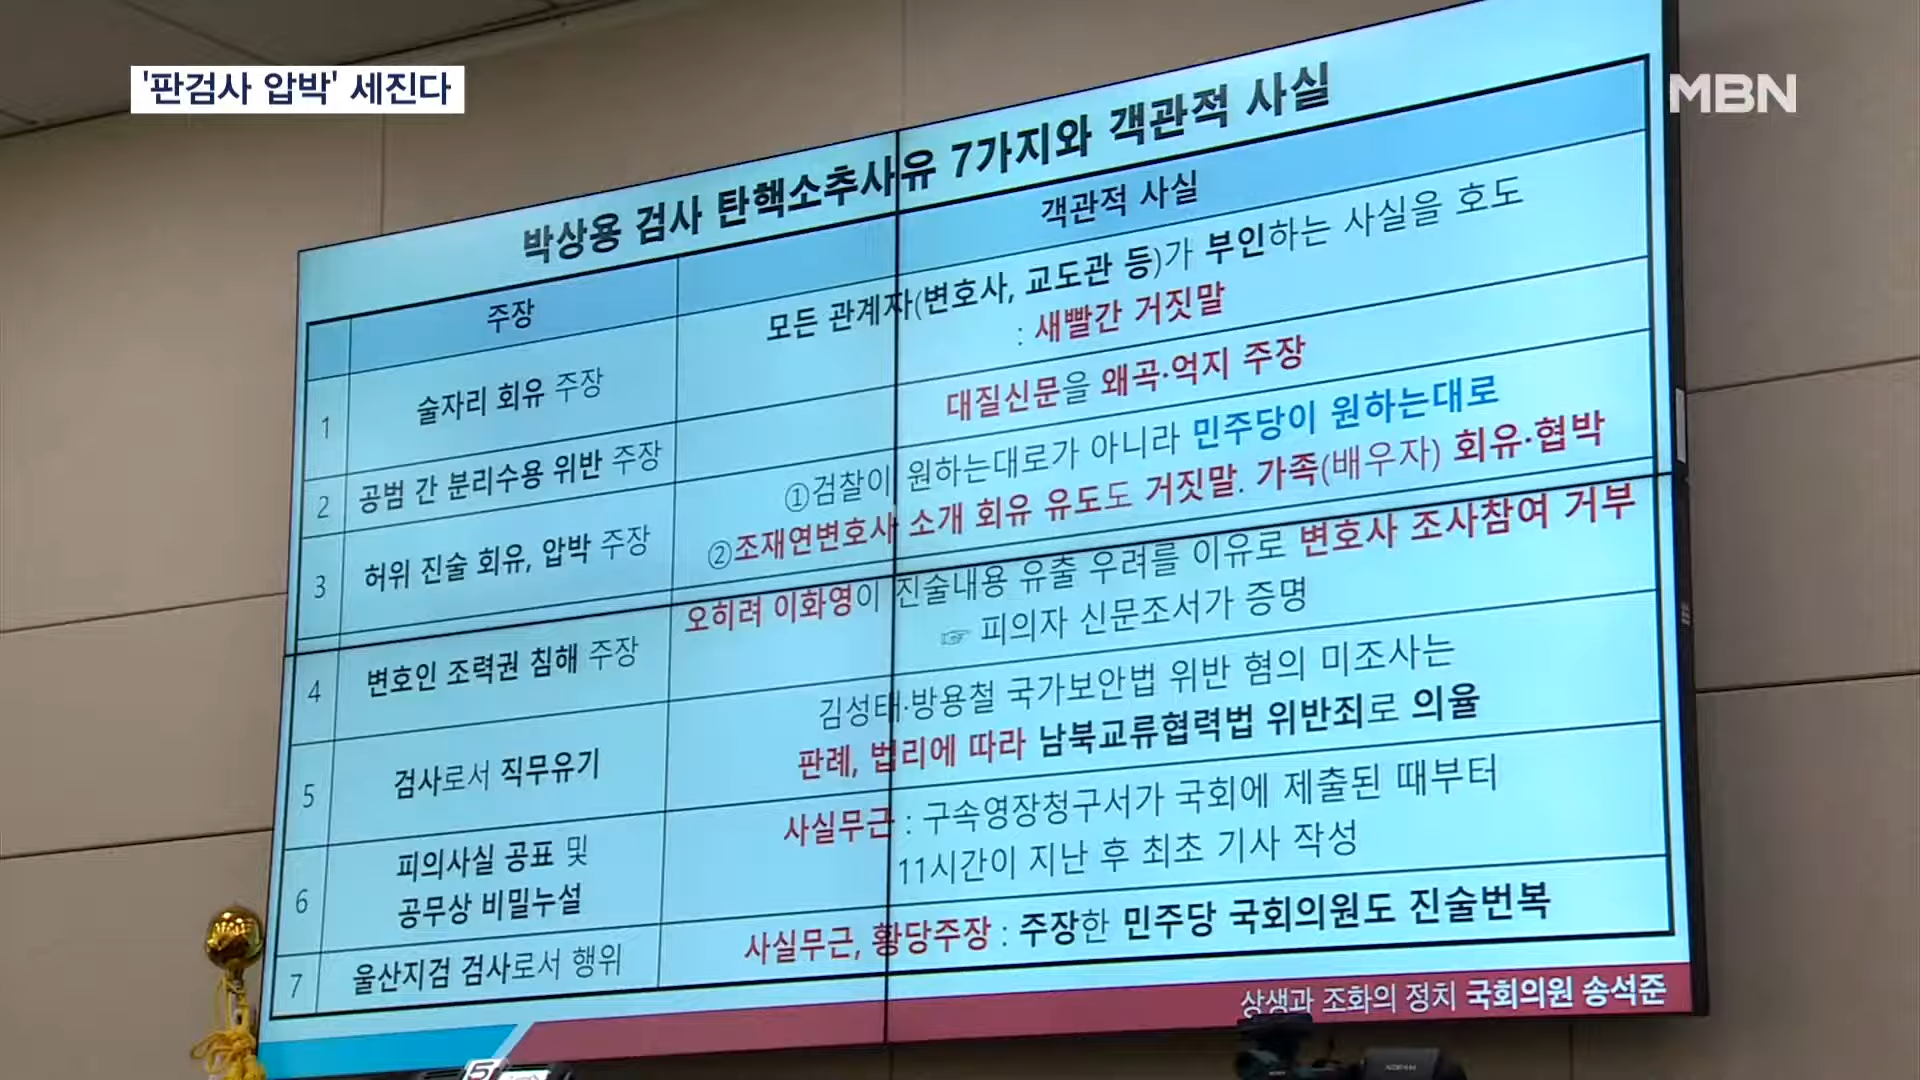 '판검사 압박' 세진다
MBN
박상용 검사 탄핵소추사유 7가지와 객관적 사실
주장
객관적 사실
1
술자리 회유 주장
모든 관계자(변호사, 교도관 등)가 부인하는 사실을 호도
: 새빨간 거짓말
2
공범 간 분리수용 위반 주장
대질신문을 왜곡·억지 주장
3
허위 진술 회유, 압박 주장
①검찰이 원하는대로가 아니라 민주당이 원하는대로
②조재연변호사 소개 회유 유도도 거짓말. 가족(배우자) 회유·협박
4
변호인 조력권 침해 주장
오히려 이화영이 진술내용 유출 우려를 이유로 변호사 조사참여 거부
☞ 피의자 신문조서가 증명
5
검사로서 직무유기
김성태·방용철 국가보안법 위반 혐의 미조사는
판례, 법리에 따라 남북교류협력법 위반죄로 의율
6
피의사실 공표 및
공무상 비밀누설
사실무근 : 구속영장청구서가 국회에 제출된 때부터
11시간이 지난 후 최초 기사 작성
7
울산지검 검사로서 행위
사실무근, 황당주장 : 주장한 민주당 국회의원도 진술번복
상생과 조화의 정치 국회의원 송석준